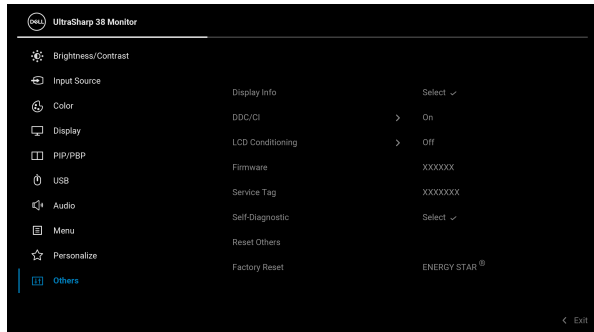 DELL UltraSharp 38 Monitor
Brightness/Contrast
Input Source
Color
Display
PIP/PBP
USB
Audio
Menu
Personalize
Others
Display Info Select
DDC/CI On
LCD Conditioning Off
Firmware XXXXXX
Service Tag XXXXXXX
Self-Diagnostic Select
Reset Others
Factory Reset ENERGY STAR ®
Exit